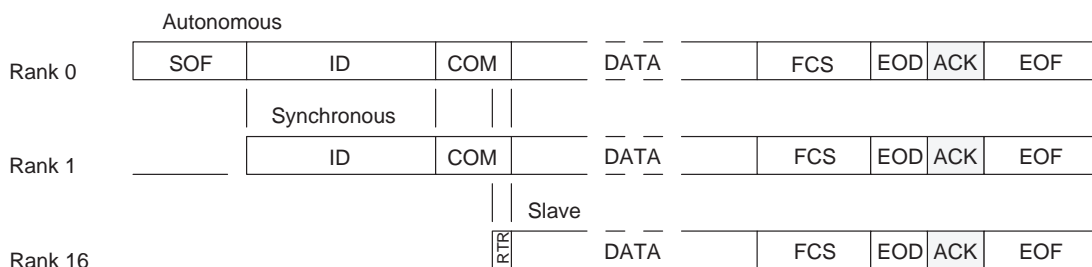 Autonomous
Rank 0 SOF ID COM DATA FCS EOD ACK EOF
Synchronous
Rank 1 ID COM DATA FCS EOD ACK EOF
Slave
Rank 16 RTR DATA FCS EOD ACK EOF